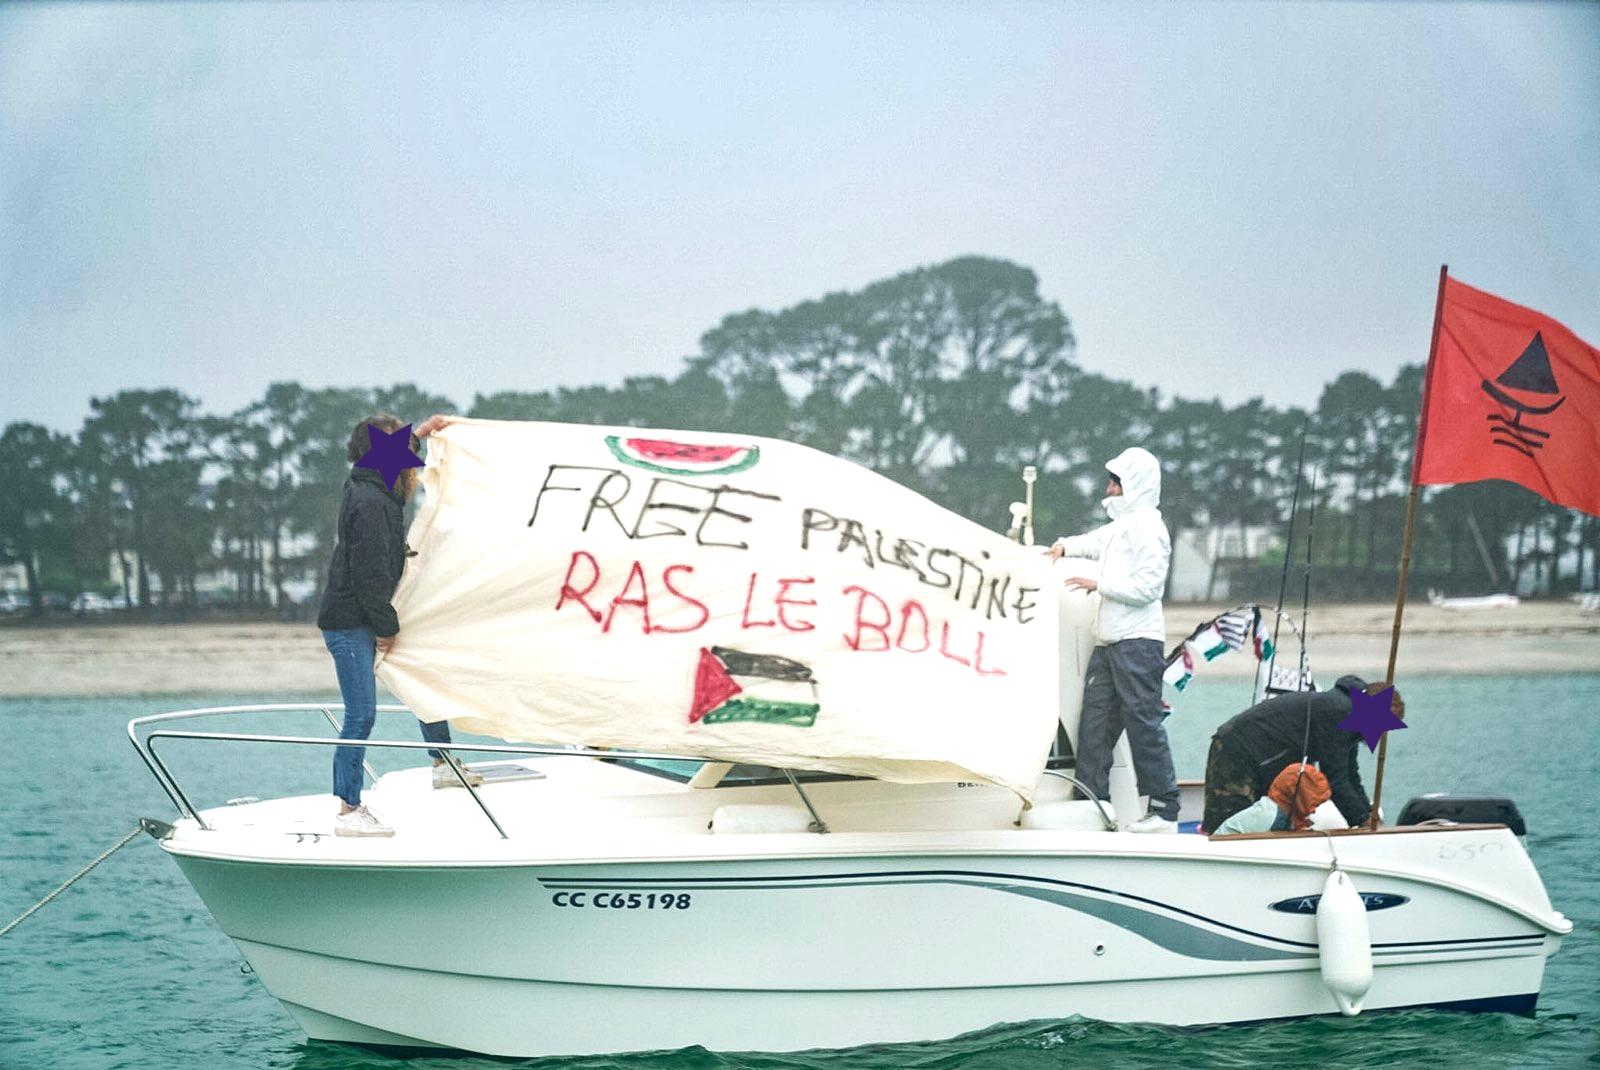 FREE PALESTINE
RAS LE BOLL
CC C65198